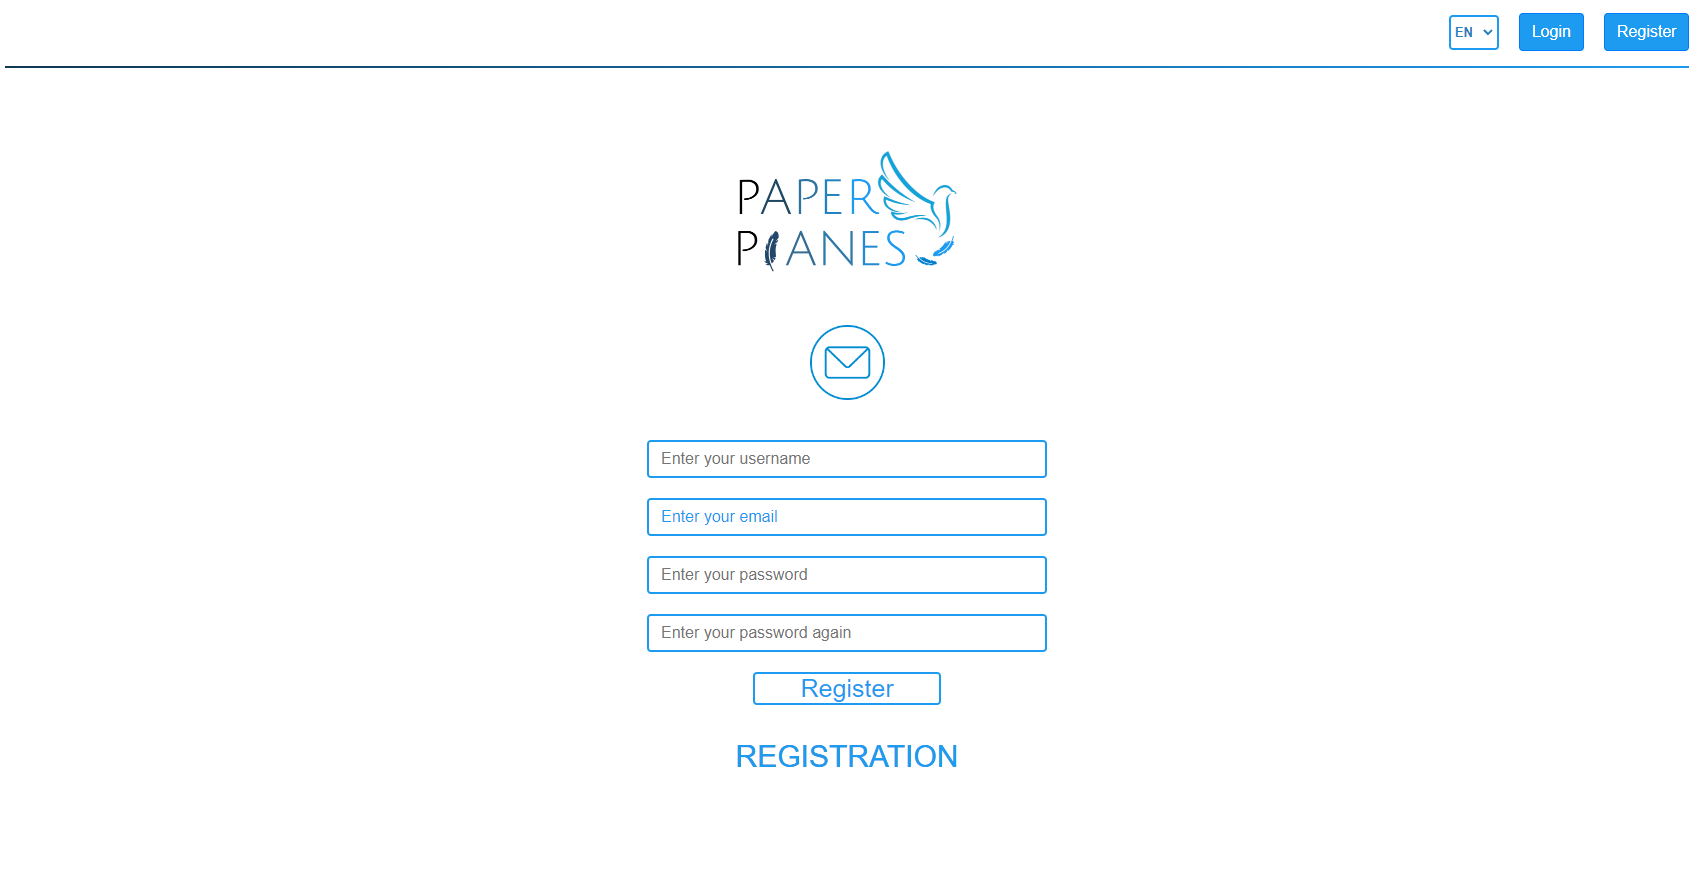 EN
Login
Register
PAPER
PLANES
Enter your username
Enter your email
Enter your password
Enter your password again
Register
REGISTRATION